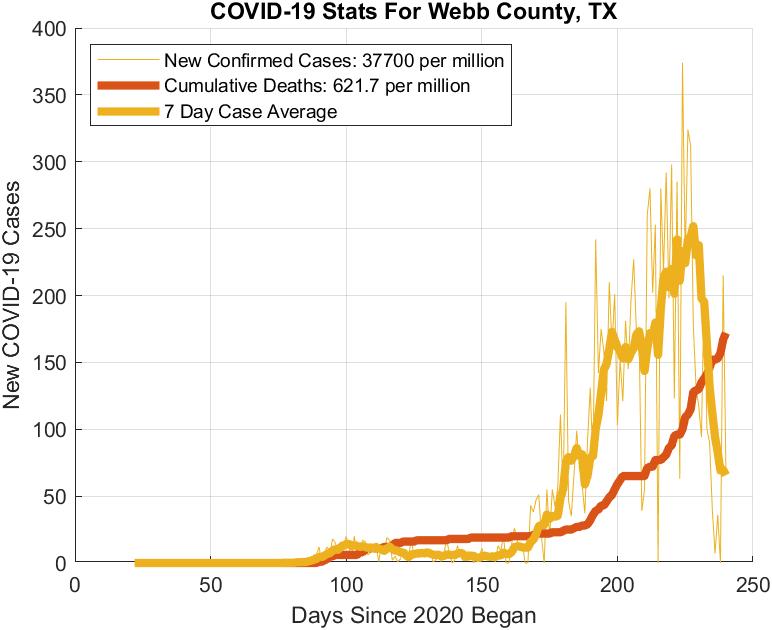 COVID-19 Stats For Webb County, TX
400
350
300
250
200
150
100
50
0
New COVID-19 Cases
New Confirmed Cases: 37700 per million
Cumulative Deaths: 621.7 per million
7 Day Case Average
0 50 100 150 200 250
Days Since 2020 Began